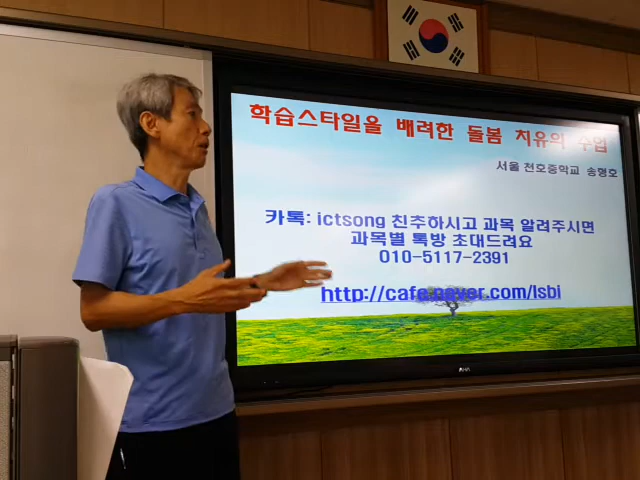 학습스타일을 배려한 돌봄 치유의 수업
서울 천호중학교 송형호
카톡: ictsong 친추하시고 과목 알려주시면
과목별 톡방 초대드려요
010-5117-2391
http://cafe.naver.com/lsbi